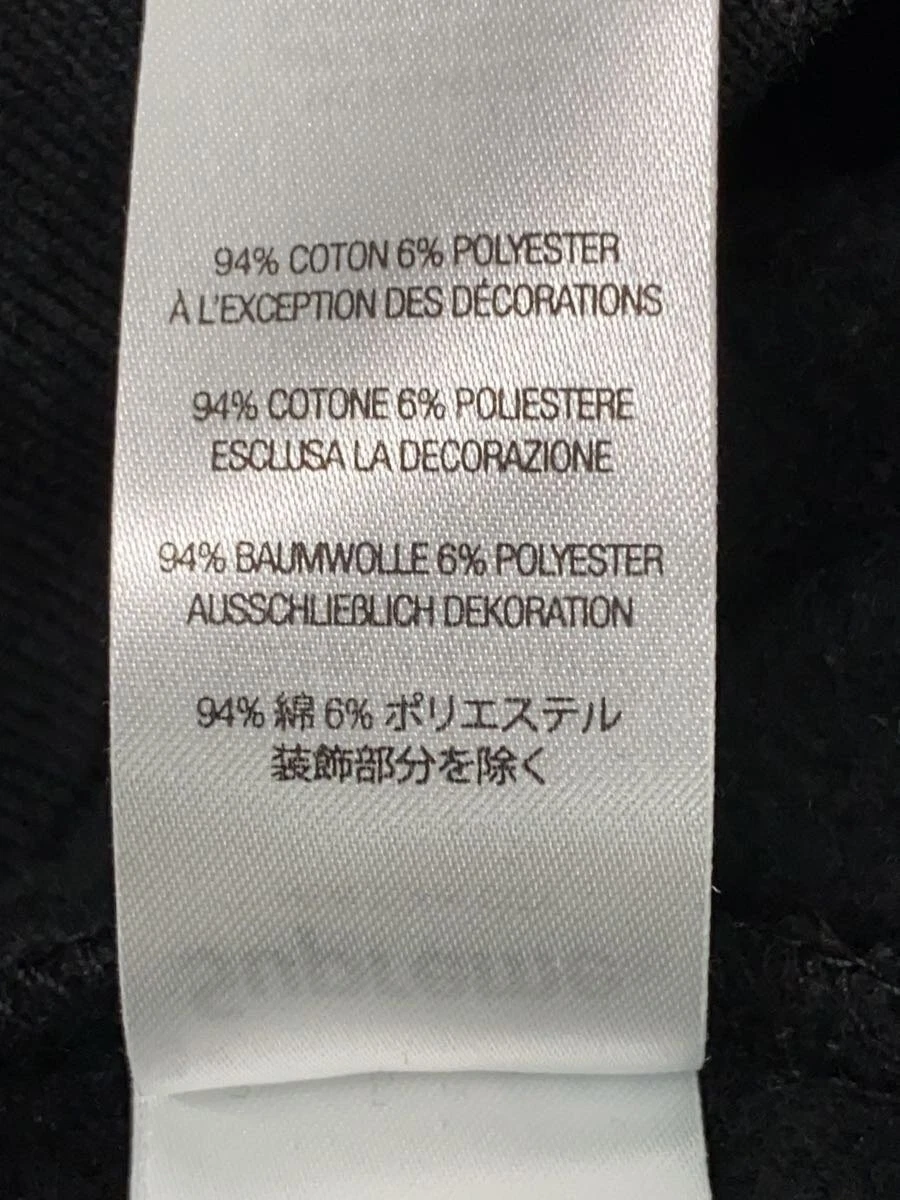 94% COTON 6% POLYESTER
À L'EXCEPTION DES DÉCORATIONS
94% COTONE 6% POLIESTERE
ESCLUSA LA DECORAZIONE
94% BAUMWOLLE 6% POLYESTER
AUSSCHLIEßLICH DEKORATION
94% 綿 6% ポリエステル
装飾部分を除く